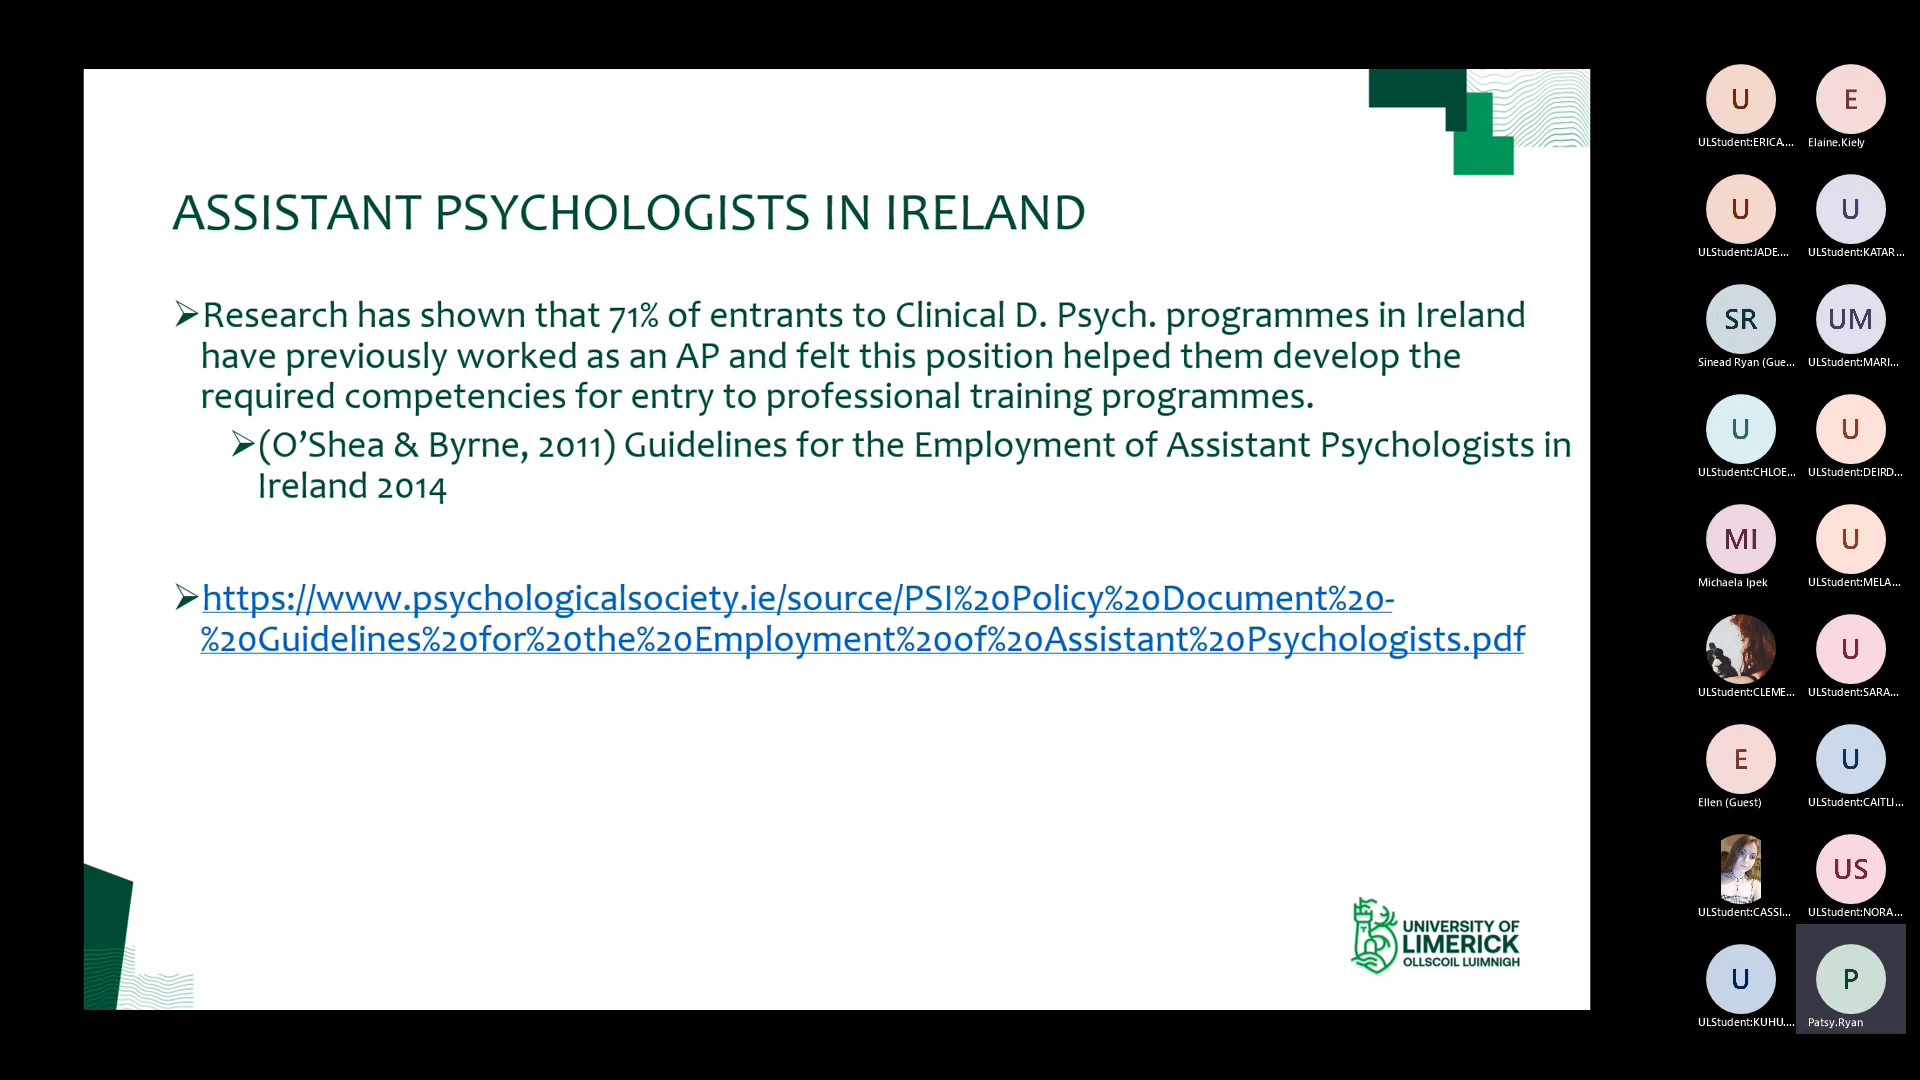 ASSISTANT PSYCHOLOGISTS IN IRELAND
➢Research has shown that 71% of entrants to Clinical D. Psych. programmes in Ireland
have previously worked as an AP and felt this position helped them develop the
required competencies for entry to professional training programmes.
➢(O’Shea & Byrne, 2011) Guidelines for the Employment of Assistant Psychologists in
Ireland 2014
➢https://www.psychologicalsociety.ie/source/PSI%20Policy%20Document%20-
%20Guidelines%20for%20the%20Employment%20of%20Assistant%20Psychologists.pdf
UNIVERSITY OF
LIMERICK
OLLSCOIL LUIMNIGH
U E
ULStudent:ERICA.... Elaine.Kiely
U U
ULStudent:JADE.... ULStudent:KATAR...
SR UM
Sinead Ryan (Gue... ULStudent:MARI...
U U
ULStudent:CHLOE... ULStudent:DEIRD...
MI U
Michaela Ipek ULStudent:MELA...
U
ULStudent:CLEME... ULStudent:SARA...
E U
Ellen (Guest) ULStudent:CAITLI...
US
ULStudent:CASSI... ULStudent:NORA...
U P
ULStudent:KUHU.... Patsy.Ryan